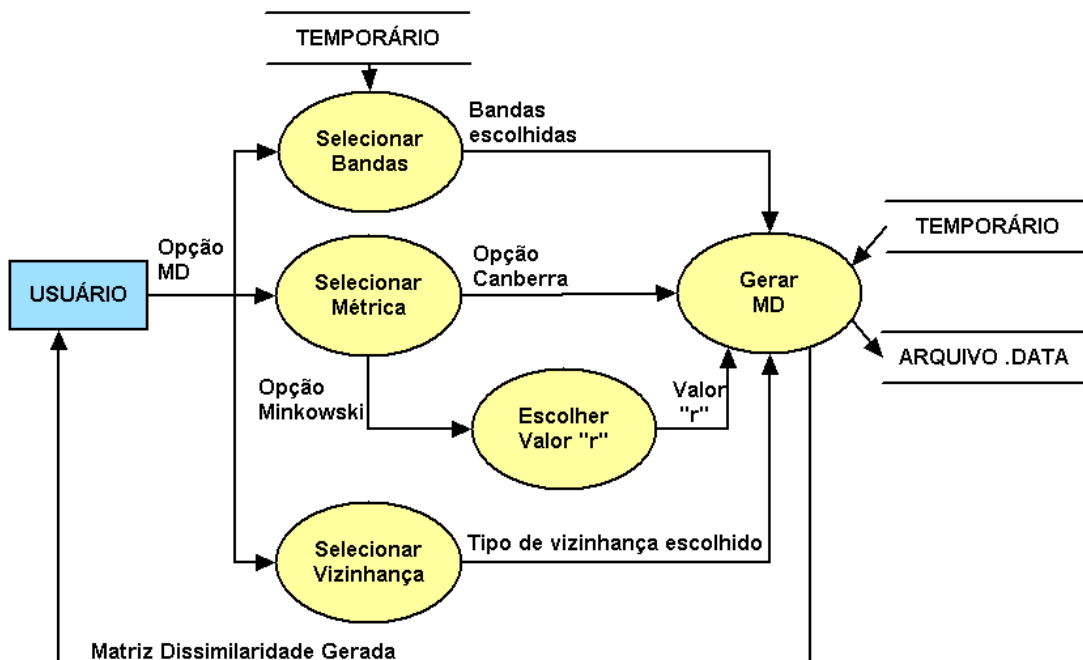 TEMPORÁRIO
Selecionar
Bandas
Bandas
escolhidas
TEMPORÁRIO
Opção
MD
USUÁRIO
Selecionar
Métrica
Opção
Canberra
Gerar
MD
ARQUIVO .DATA
Opção
Minkowski
Escolher
Valor "r"
Valor
"r"
Selecionar
Vizinhança
Tipo de vizinhança escolhido
Matriz Dissimilaridade Gerada